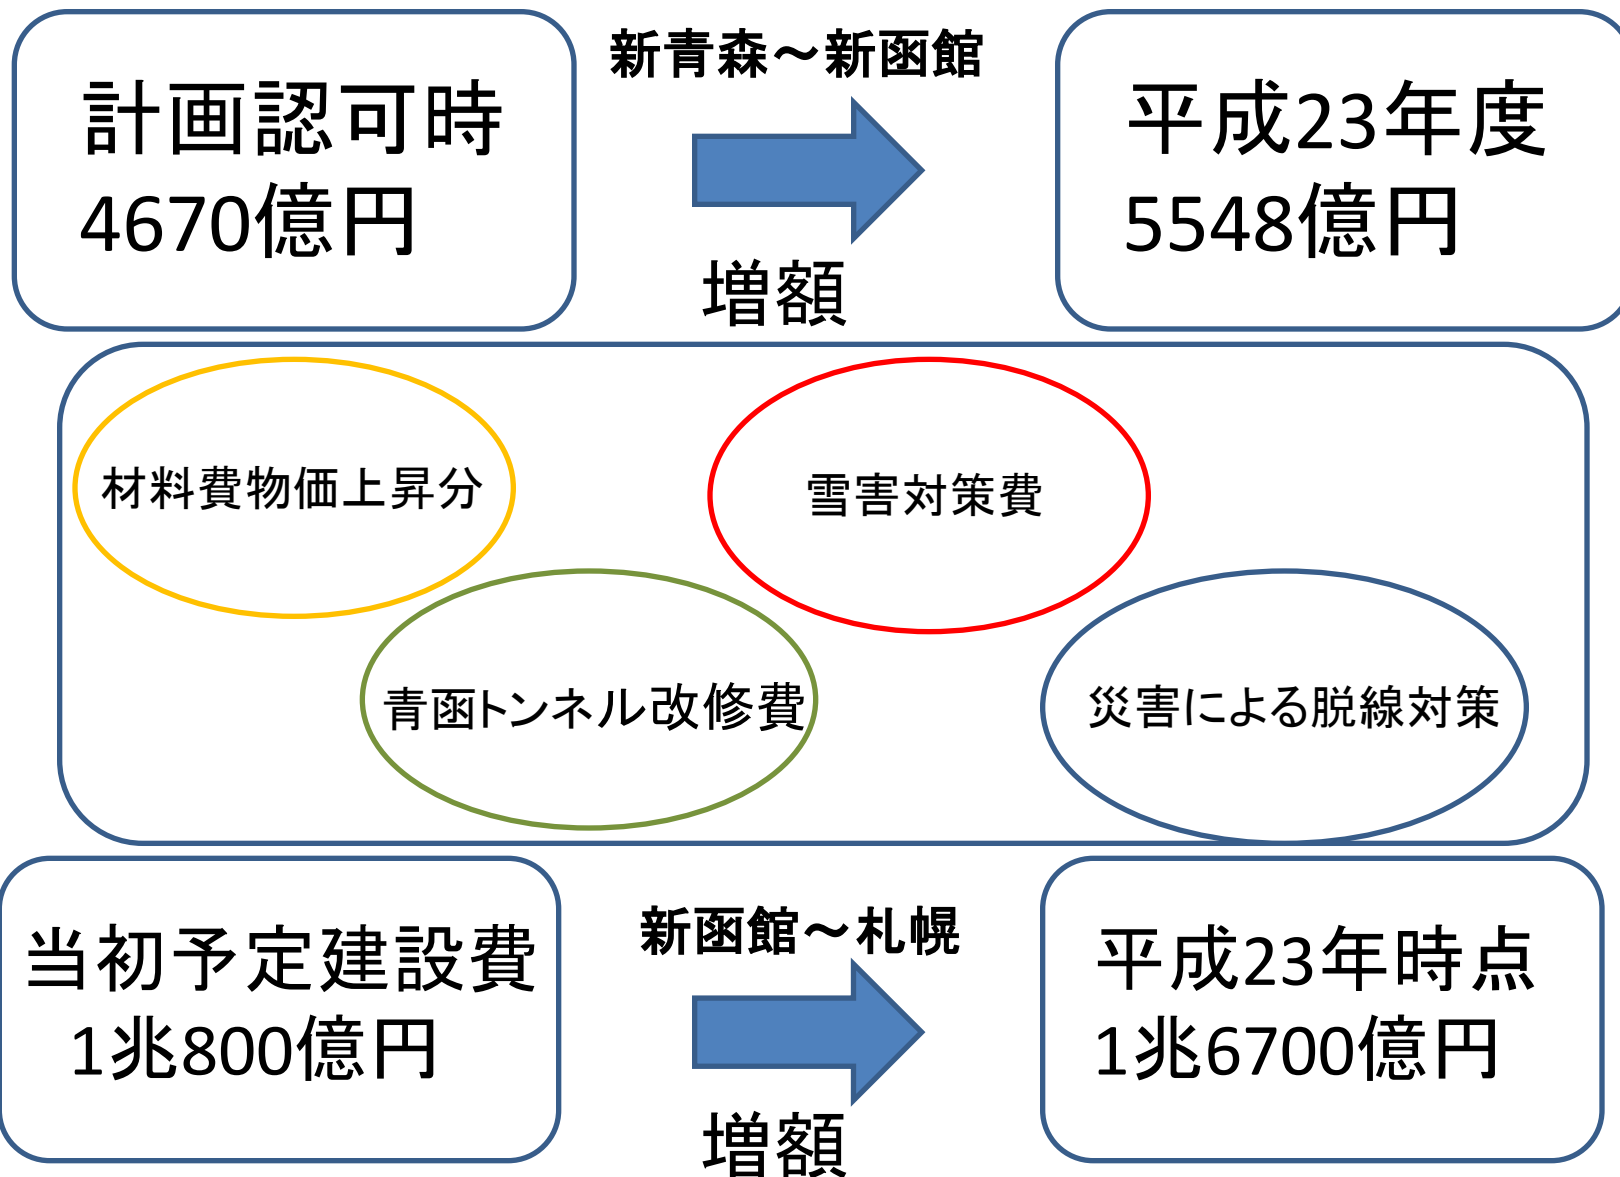 新青森～新函館
計画認可時
4670億円
増額
平成23年度
5548億円
材料費物価上昇分
雪害対策費
青函トンネル改修費
災害による脱線対策
新函館～札幌
当初予定建設費
1兆800億円
増額
平成23年時点
1兆6700億円